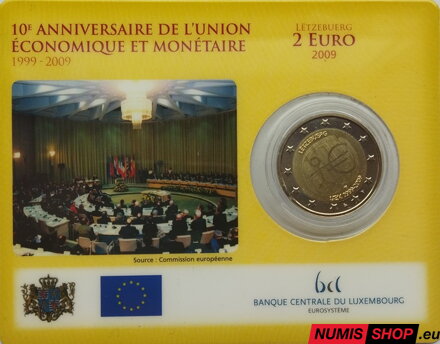 10E ANNIVERSAIRE DE L'UNION
ÉCONOMIQUE ET MONÉTAIRE
1999 - 2009
LËTZEBUERG
2 EURO
2009
LËTZEBUERG
Source : Commission européenne
bcl
BANQUE CENTRALE DU LUXEMBOURG
EUROSYSTÈME
NUMIS SHOP.eu